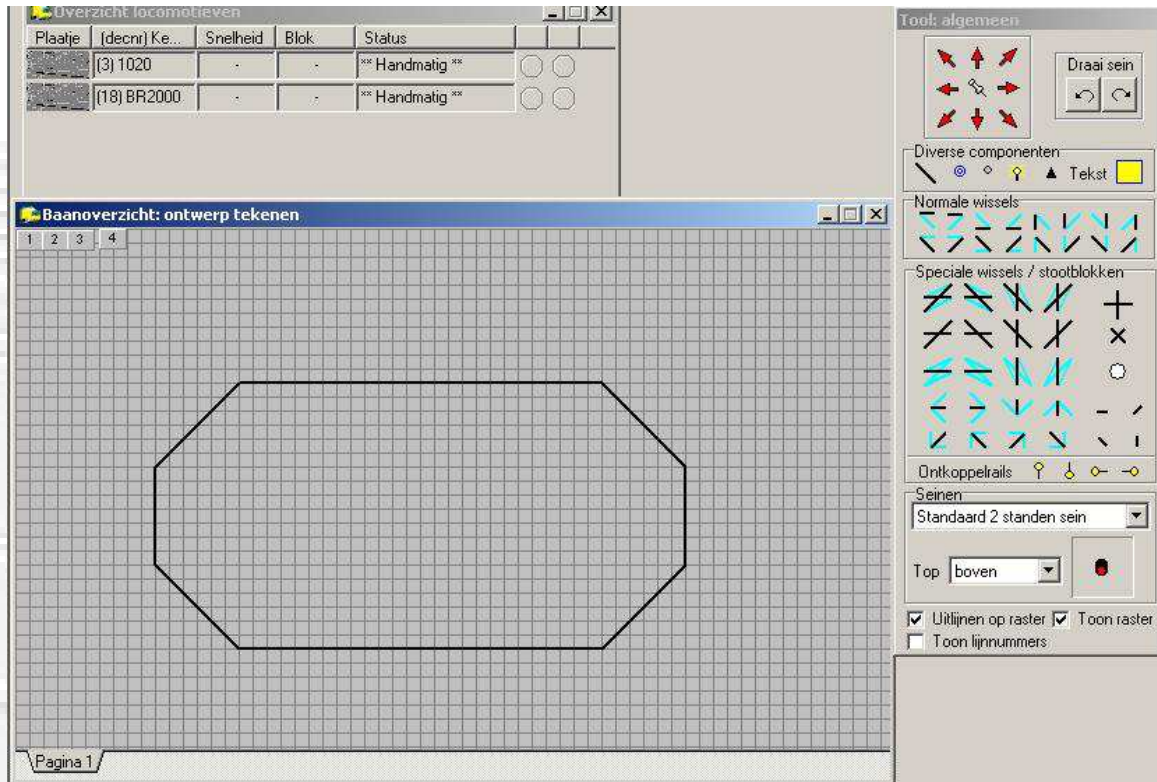 Overzicht locomotieven
Plaatje (decnr) Ke... Snelheid Blok Status
(3) 1020 - - ** Handmatig **
(18) BR2000 - - ** Handmatig **
Baanoverzicht: ontwerp tekenen
1 2 3 4
Pagina 1
Tool: algemeen
Draai sein
Diverse componenten
Tekst
Normale wissels
Speciale wissels / stootblokken
Ontkoppelrails
Seinen
Standaard 2 standen sein
Top boven
Uitlijnen op raster Toon raster
Toon lijnnummers